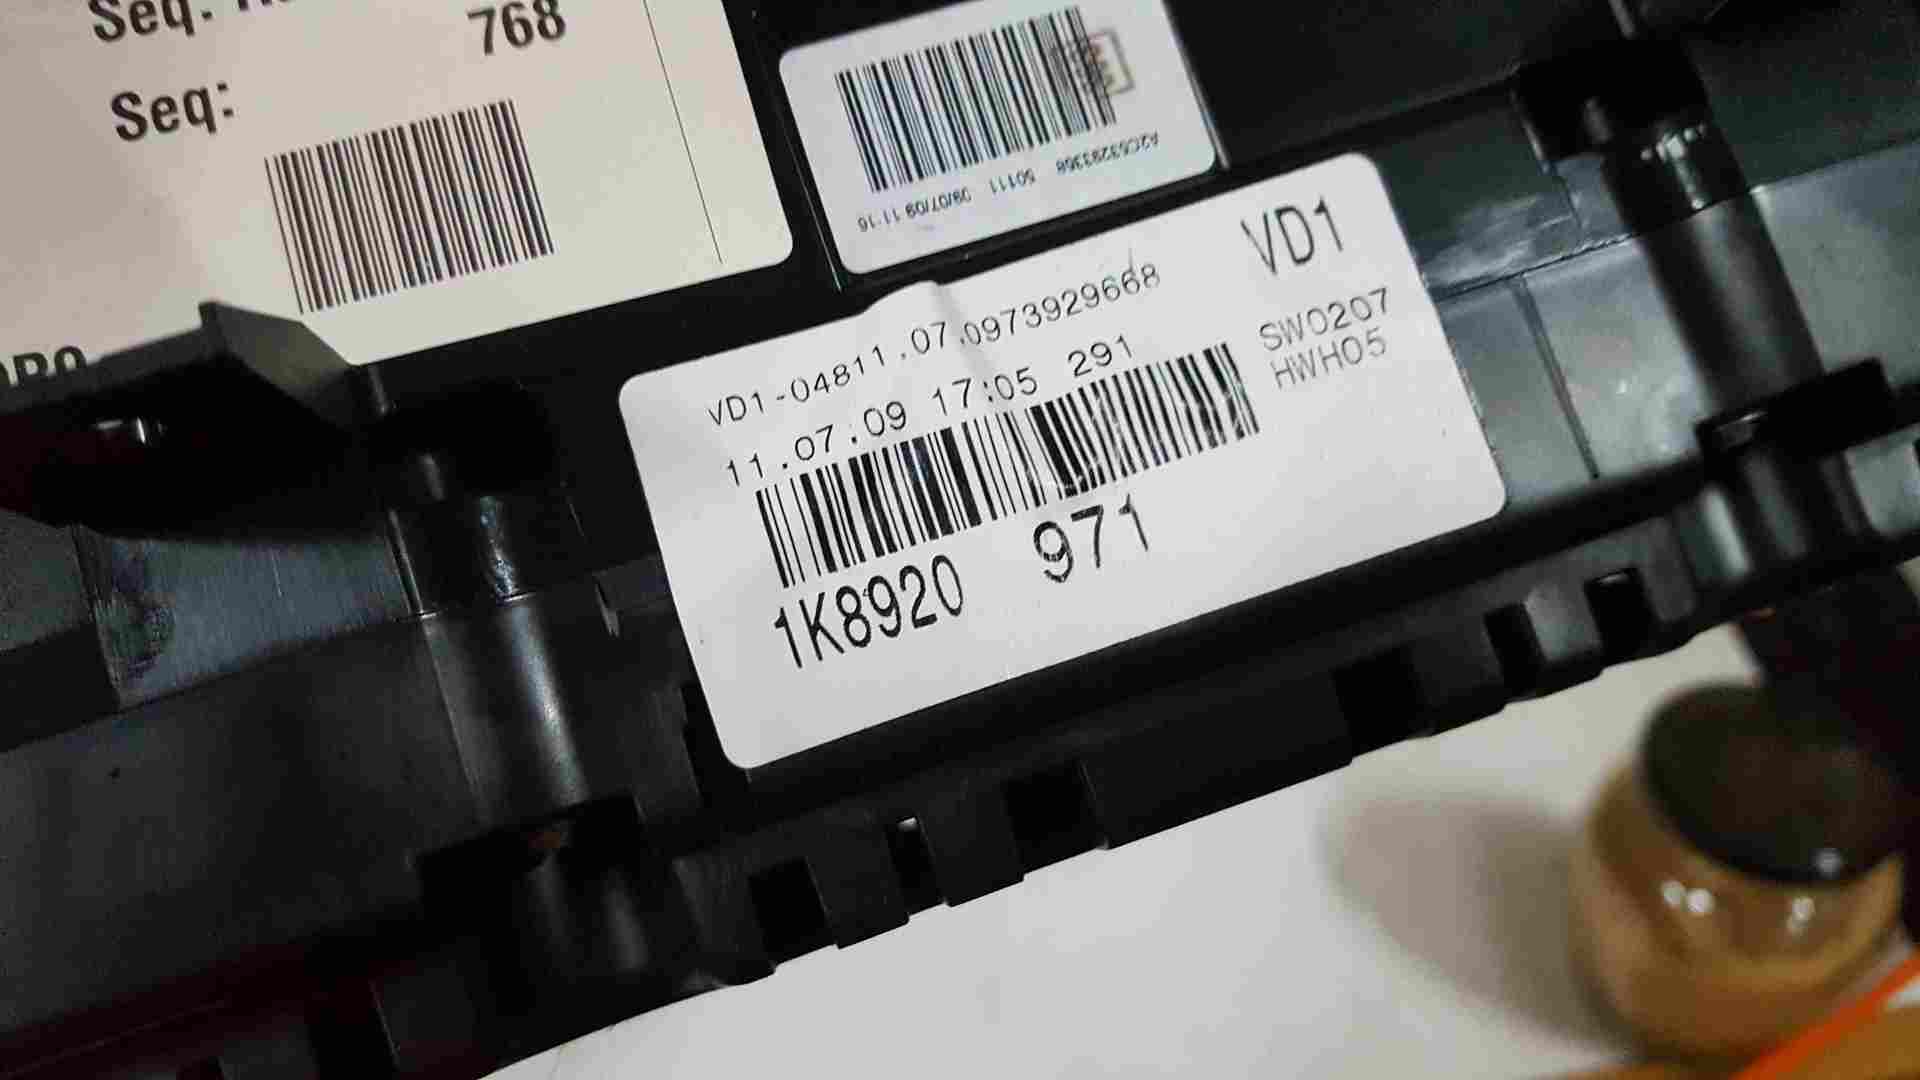 768
Seq:
A2C53293368 50111 09/07/09 11:16
VD1
VD1-04811.07.0973929668
SW0207
11.07.09 17:05 291
HWH05
1K8920 971